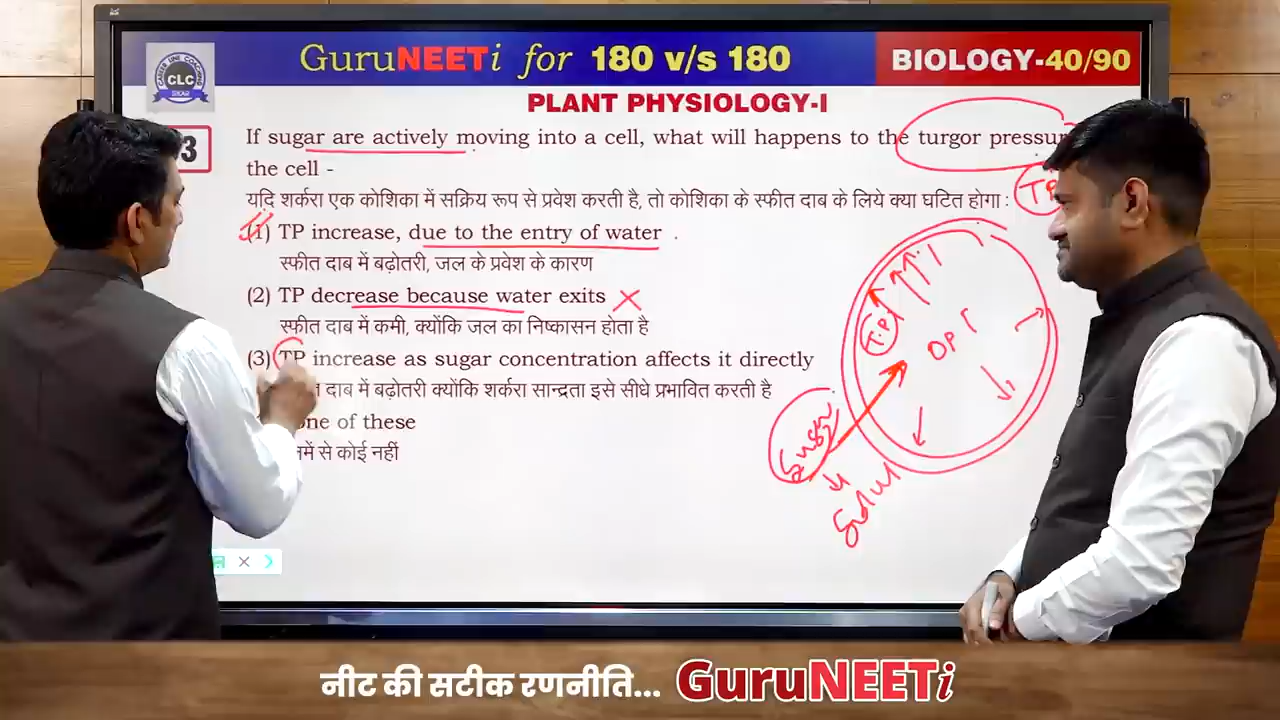 GuruNEETi for 180 v/s 180
BIOLOGY-40/90
CLC
PLANT PHYSIOLOGY-I
3
If sugar are actively moving into a cell, what will happens to the turgor
the cell -
यदि शर्करा एक कोशिका में सक्रिय रूप से प्रवेश करती है, तो कोशिका के स्फीत दाब के लिये क्या घटित होगा :
TP
(1) TP increase, due to the entry of water
स्फीत दाब में बढ़ोतरी, जल के प्रवेश के कारण
(2) TP decrease because water exits
स्फीत दाब में कमी, क्योंकि जल का निष्कासन होता है
(3) TP increase as sugar concentration affects it directly
दाब में बढ़ोतरी क्योंकि शर्करा सान्द्रता इसे सीधे प्रभावित करती है
of these
से कोई नहीं
T.P
OP
Sugar
नीट की सटीक रणनीति... GuruNEETi